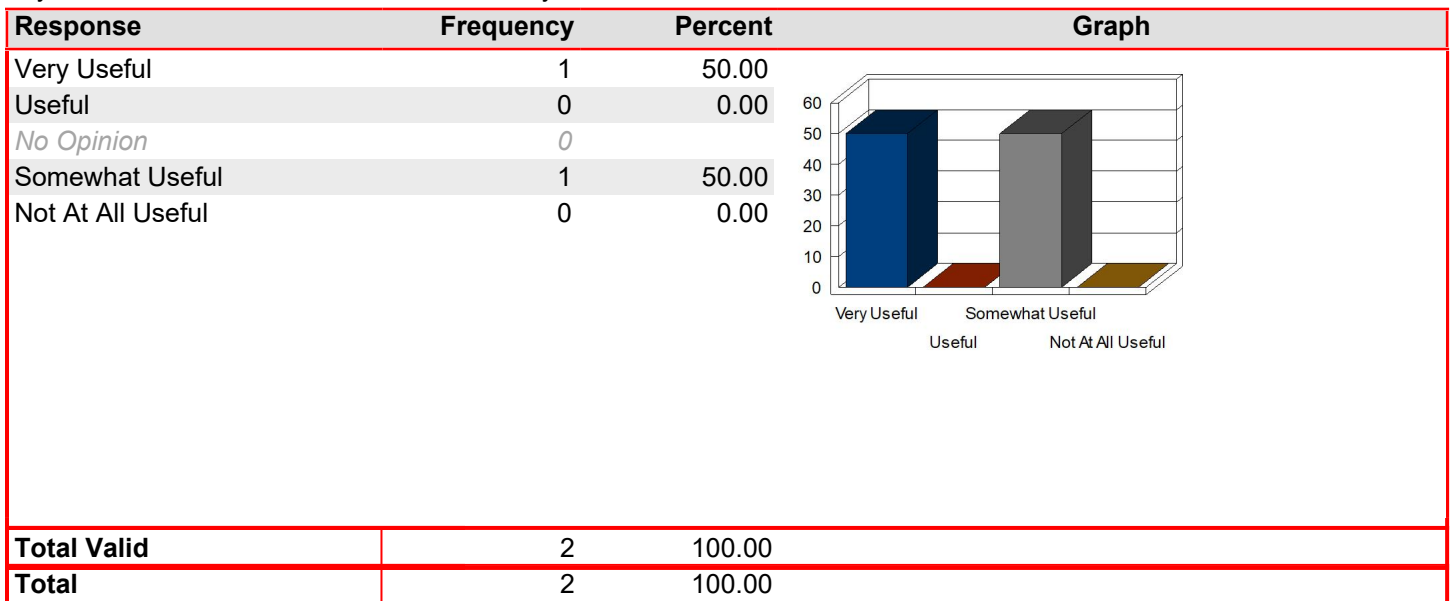 Response Frequency Percent Graph
Very Useful 1 50.00
Useful 0 0.00
No Opinion 0
Somewhat Useful 1 50.00
Not At All Useful 0 0.00
60
50
40
30
20
10
0
Very Useful Somewhat Useful
Useful Not At All Useful
Total Valid 2 100.00
Total 2 100.00